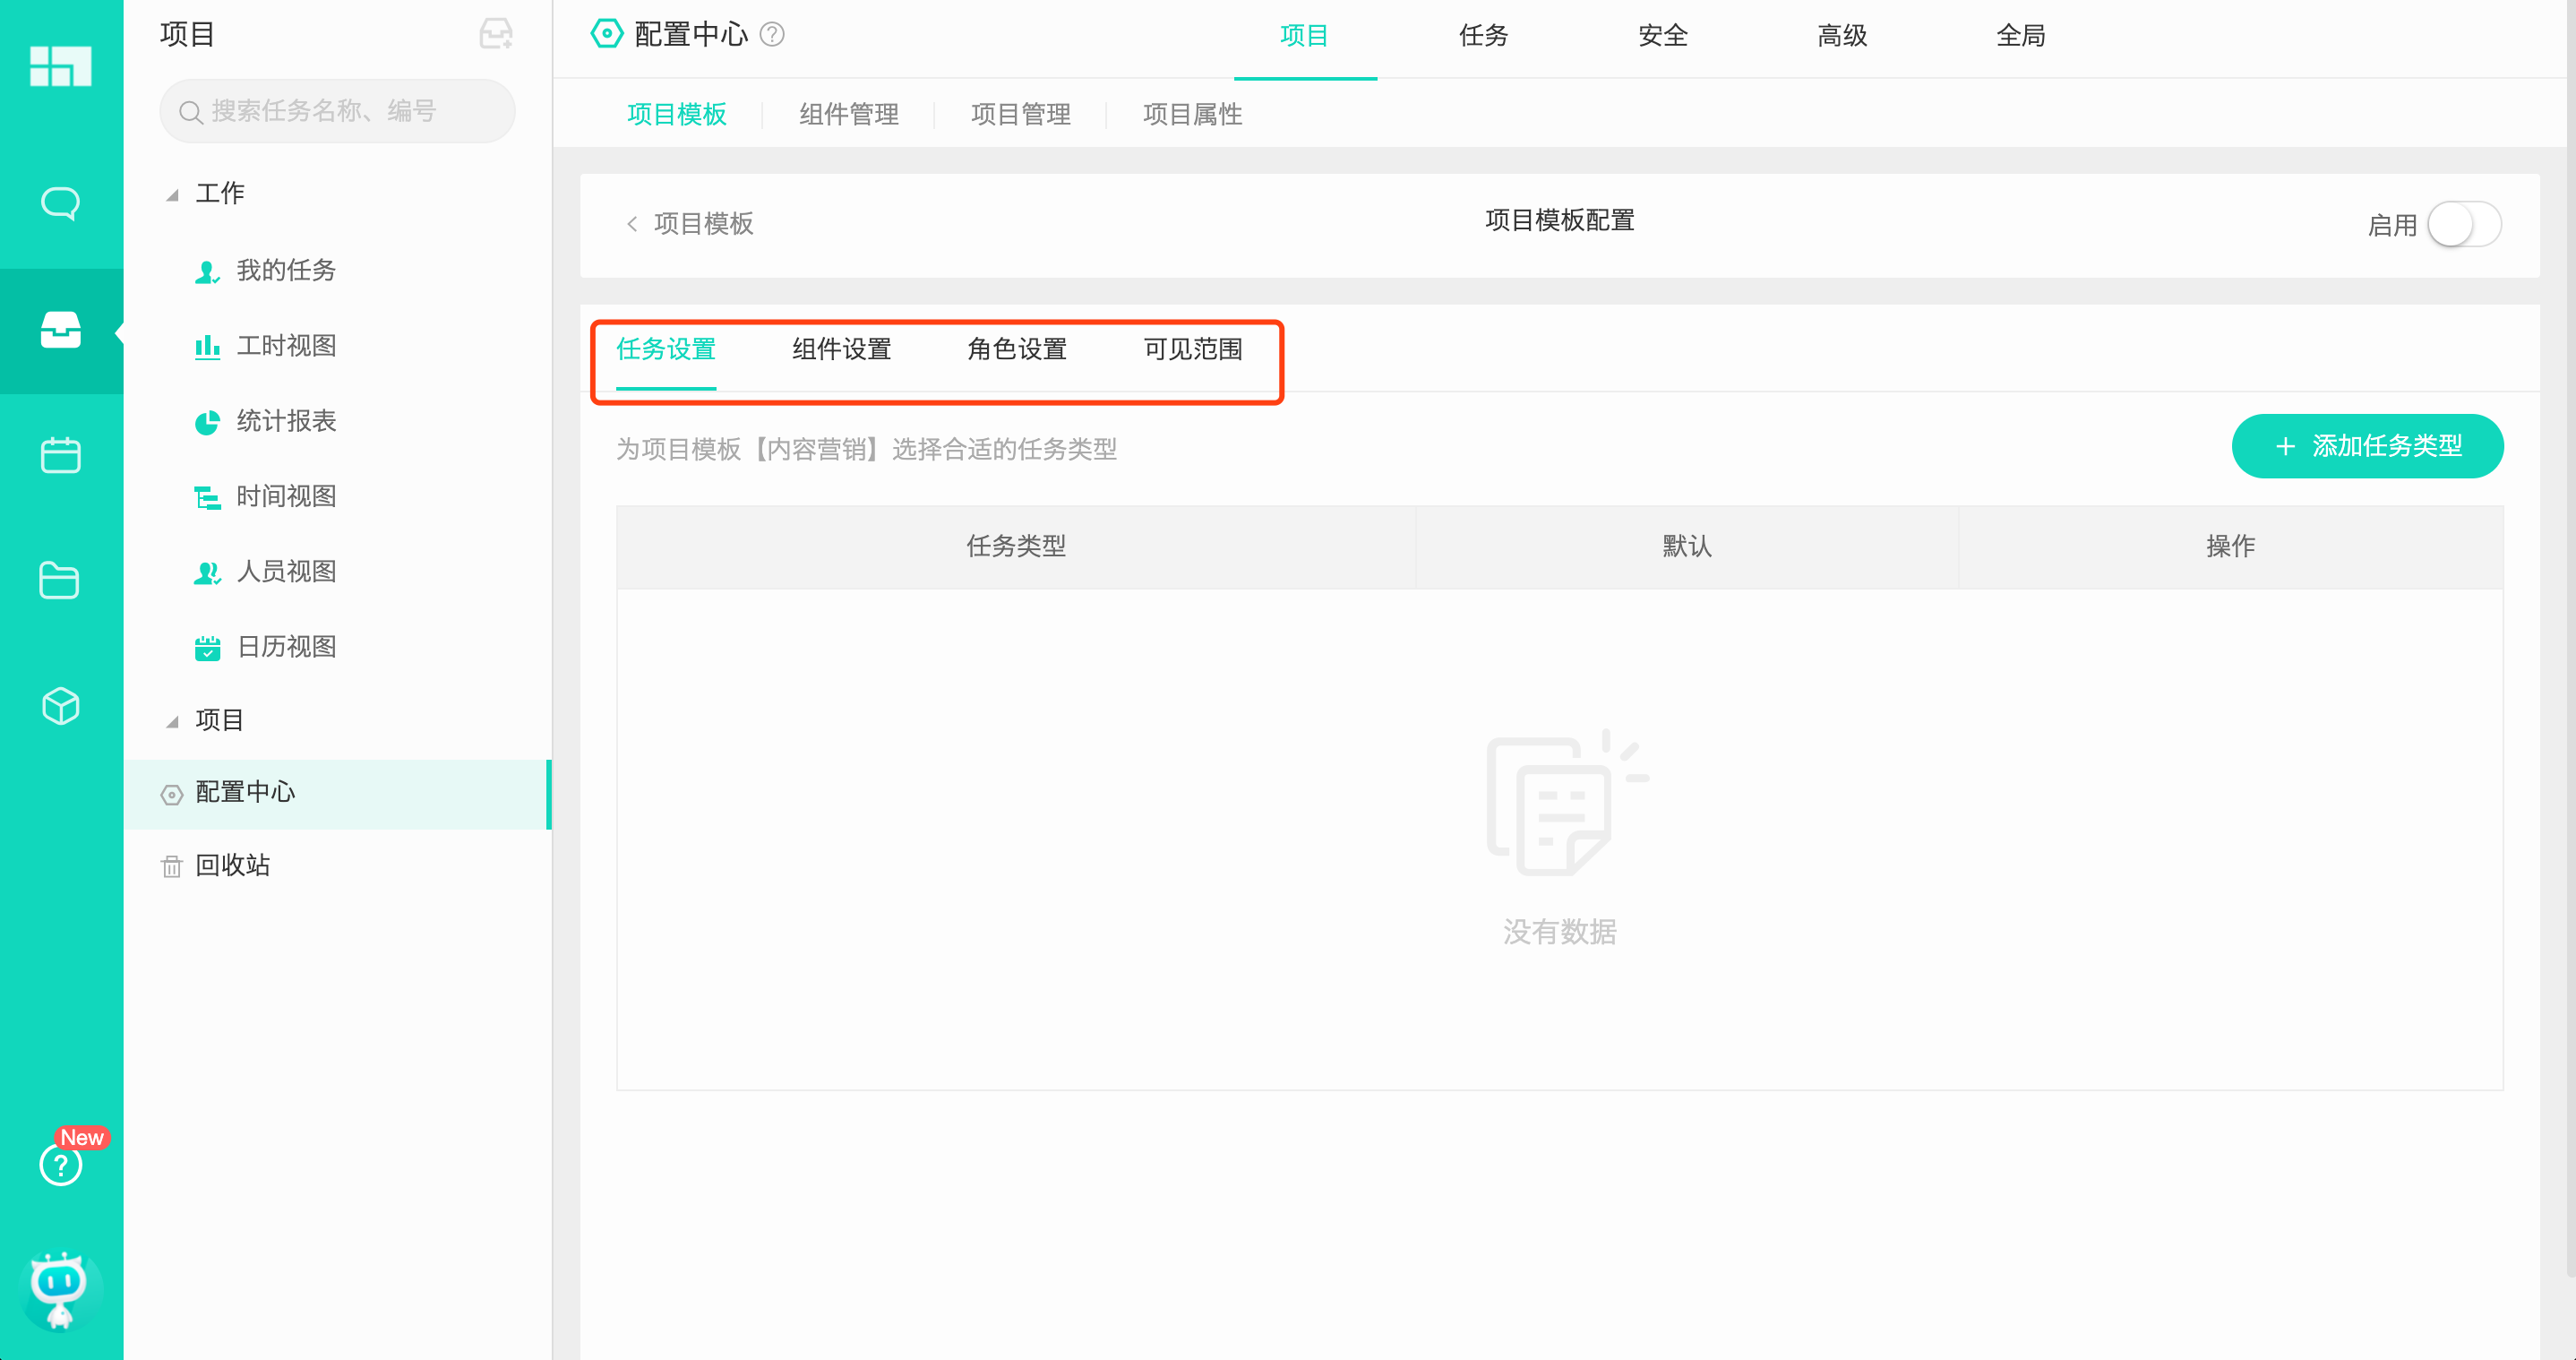 项目
搜索任务名称、编号
工作
我的任务
工时视图
统计报表
时间视图
人员视图
日历视图
项目
配置中心
回收站
New
配置中心
项目 任务 安全 高级 全局
项目模板 组件管理 项目管理 项目属性
项目模板 项目模板配置 启用
任务设置 组件设置 角色设置 可见范围
为项目模板【内容营销】选择合适的任务类型
添加任务类型
任务类型 默认 操作
没有数据